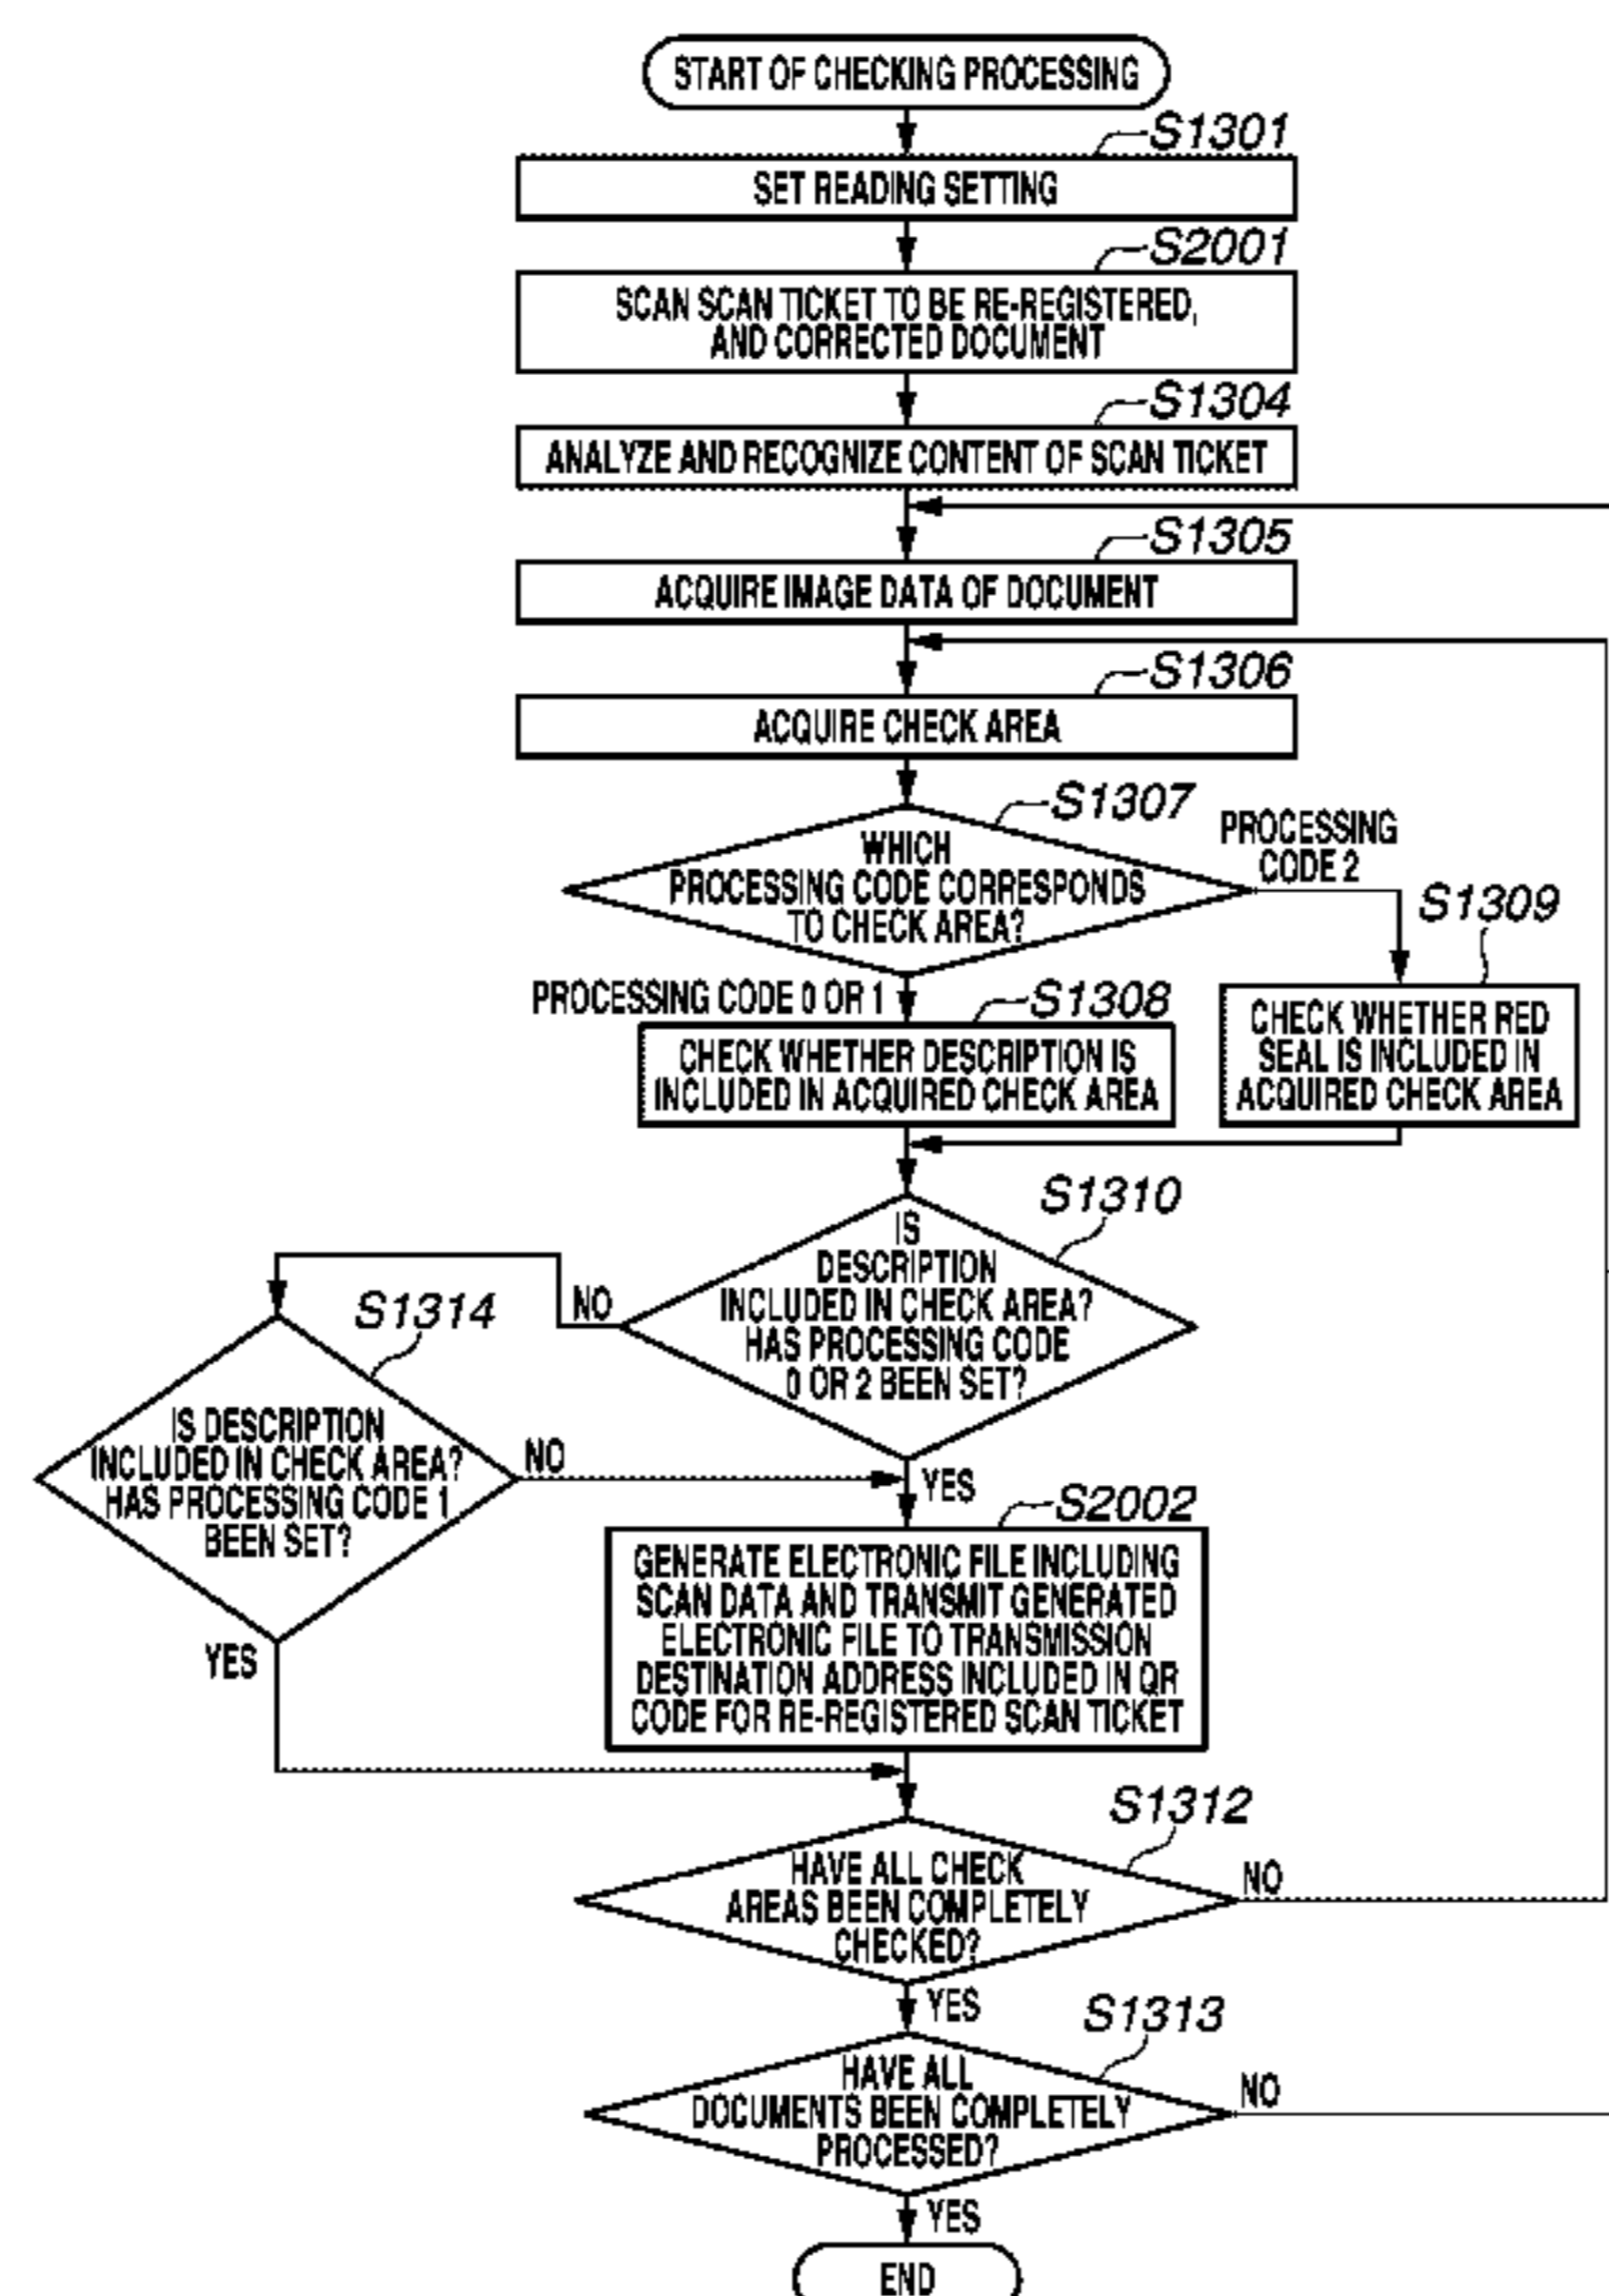 START OF CHECKING PROCESSING
S1301
SET READING SETTING
S2001
SCAN SCAN TICKET TO BE RE-REGISTERED,
AND CORRECTED DOCUMENT
S1304
ANALYZE AND RECOGNIZE CONTENT OF SCAN TICKET
S1305
ACQUIRE IMAGE DATA OF DOCUMENT
S1306
ACQUIRE CHECK AREA
S1307
WHICH
PROCESSING CODE CORRESPONDS
TO CHECK AREA?
PROCESSING
CODE 2
S1309
CHECK WHETHER RED
SEAL IS INCLUDED IN
ACQUIRED CHECK AREA
PROCESSING CODE 0 OR 1
S1308
CHECK WHETHER DESCRIPTION IS
INCLUDED IN ACQUIRED CHECK AREA
S1310
IS
DESCRIPTION
INCLUDED IN CHECK AREA?
HAS PROCESSING CODE
0 OR 2 BEEN SET?
NO
S1314
IS DESCRIPTION
INCLUDED IN CHECK AREA?
HAS PROCESSING CODE 1
BEEN SET?
NO
YES
YES
S2002
GENERATE ELECTRONIC FILE INCLUDING
SCAN DATA AND TRANSMIT GENERATED
ELECTRONIC FILE TO TRANSMISSION
DESTINATION ADDRESS INCLUDED IN QR
CODE FOR RE-REGISTERED SCAN TICKET
S1312
HAVE ALL CHECK
AREAS BEEN COMPLETELY
CHECKED?
NO
YES
S1313
HAVE ALL
DOCUMENTS BEEN COMPLETELY
PROCESSED?
NO
YES
END